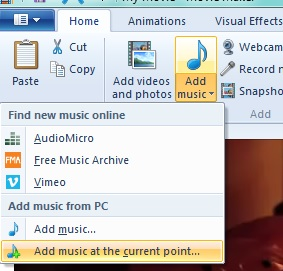 Home Animations Visual Effects
Cut
Copy
Paste
Add videos
and photos
Add
music
Webcam
Record n
Snapsho
Add
Find new music online
AudioMicro
FMA Free Music Archive
Vimeo
Add music from PC
Add music...
Add music at the current point...